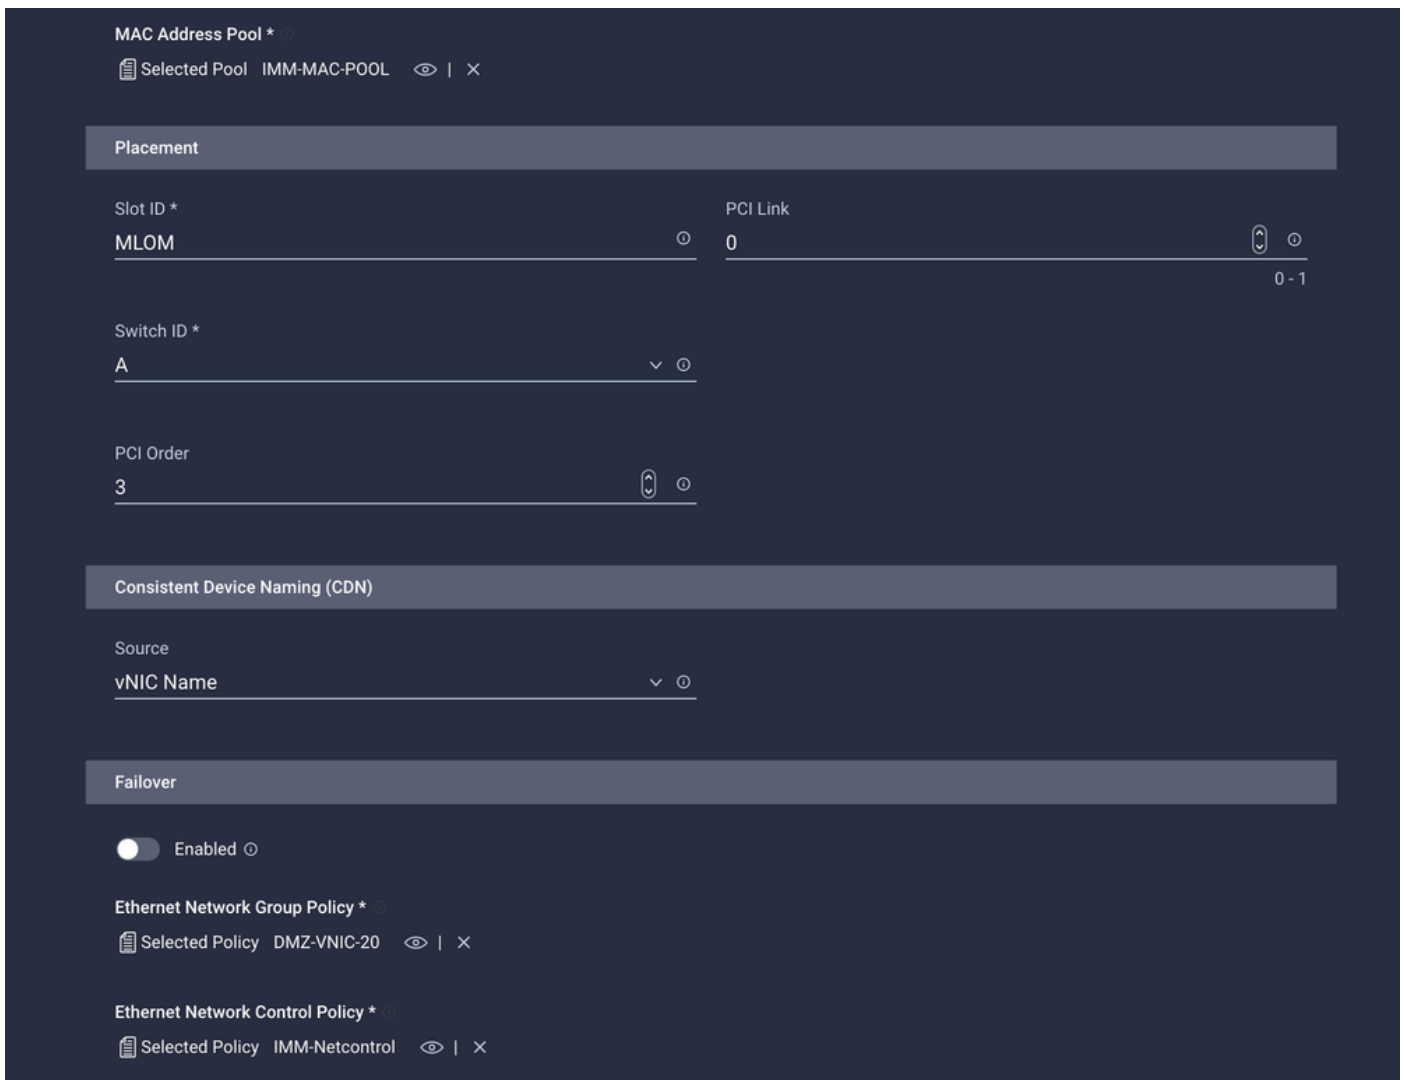 MAC Address Pool *
Selected Pool IMM-MAC-POOL | ×
Placement
Slot ID * PCI Link
MLOM 0
0 - 1
Switch ID *
A
PCI Order
3
Consistent Device Naming (CDN)
Source
vNIC Name
Failover
Enabled
Ethernet Network Group Policy *
Selected Policy DMZ-VNIC-20 | ×
Ethernet Network Control Policy *
Selected Policy IMM-Netcontrol | ×